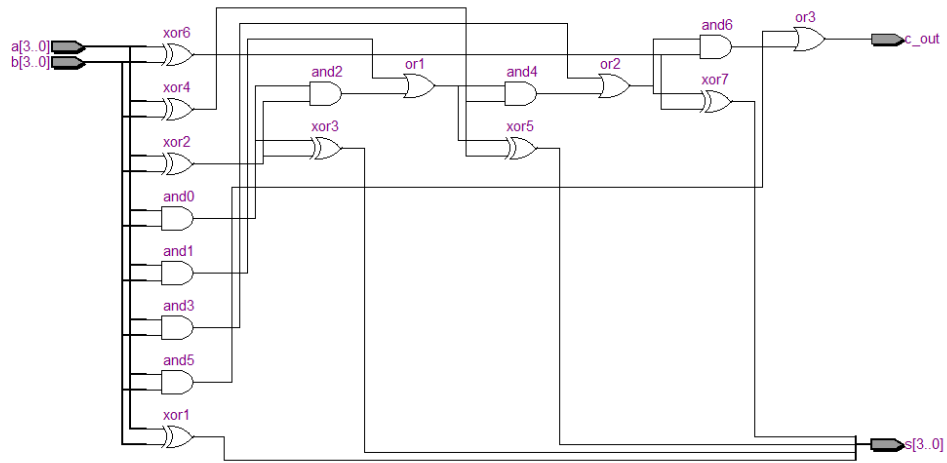 a[3..0]
b[3..0]
xor6
xor4
xor2
and0
and1
and3
and5
xor1
and2
xor3
or1
and4
xor5
or2
and6
xor7
or3
c_out
s[3..0]